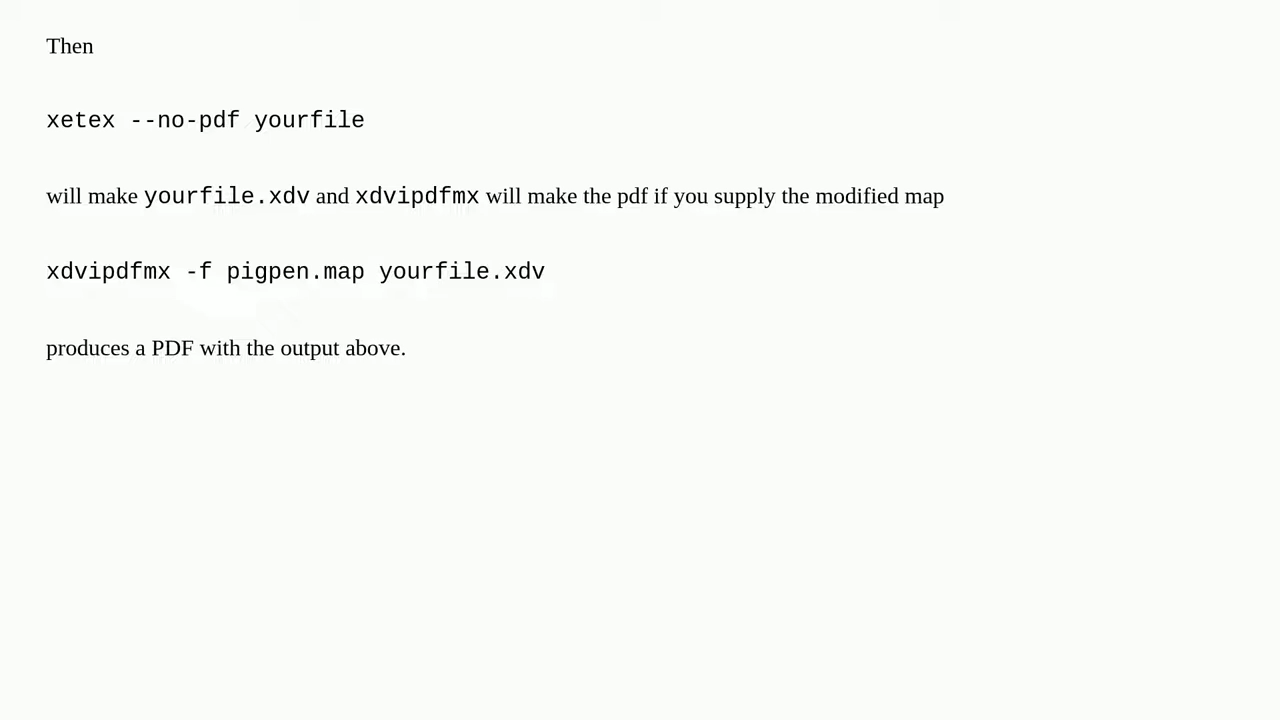 Then
xetex --no-pdf yourfile
will make yourfile.xdv and xdvipdfmx will make the pdf if you supply the modified map
xdvipdfmx -f pigpen.map yourfile.xdv
produces a PDF with the output above.